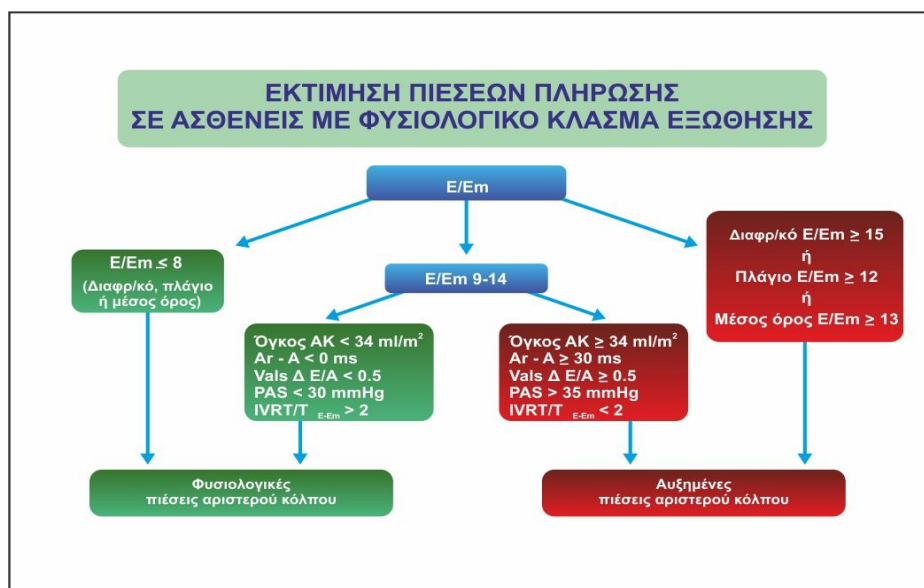 ΕΚΤΙΜΗΣΗ ΠΙΕΣΕΩΝ ΠΛΗΡΩΣΗΣ
ΣΕ ΑΣΘΕΝΕΙΣ ΜΕ ΦΥΣΙΟΛΟΓΙΚΟ ΚΛΑΣΜΑ ΕΞΩΘΗΣΗΣ
E/Em
E/Em ≤ 8
(Διαφρ/κό, πλάγιο
ή μέσος όρος)
E/Em 9-14
Διαφρ/κό E/Em ≥ 15
ή
Πλάγιο E/Em ≥ 12
ή
Μέσος όρος E/Em ≥ 13
Όγκος ΑΚ < 34 ml/m²
Ar - A < 0 ms
Vals Δ E/A < 0.5
PAS < 30 mmHg
IVRT/T E-Em > 2
Όγκος ΑΚ ≥ 34 ml/m²
Ar - A ≥ 30 ms
Vals Δ E/A ≥ 0.5
PAS > 35 mmHg
IVRT/T E-Em < 2
Φυσιολογικές
πιέσεις αριστερού κόλπου
Αυξημένες
πιέσεις αριστερού κόλπου